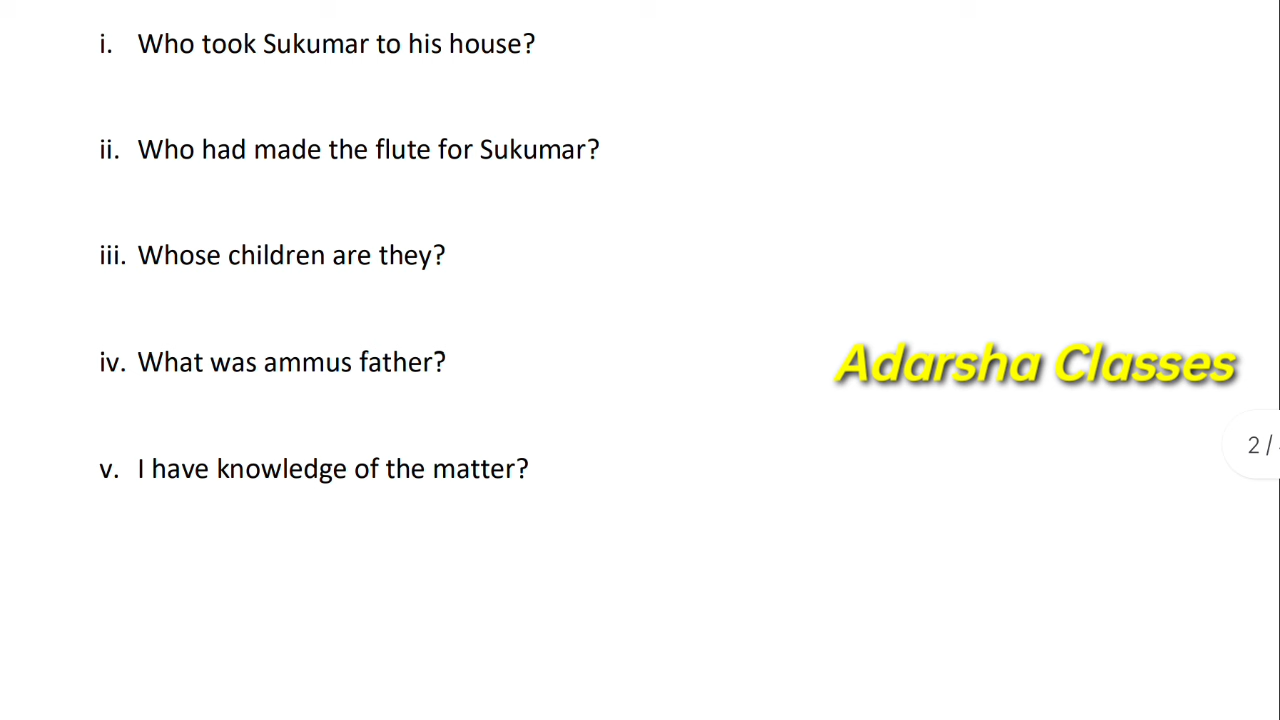 i. Who took Sukumar to his house?
ii. Who had made the flute for Sukumar?
iii. Whose children are they?
iv. What was ammus father?
Adarsha Classes
2 /
v. I have knowledge of the matter?